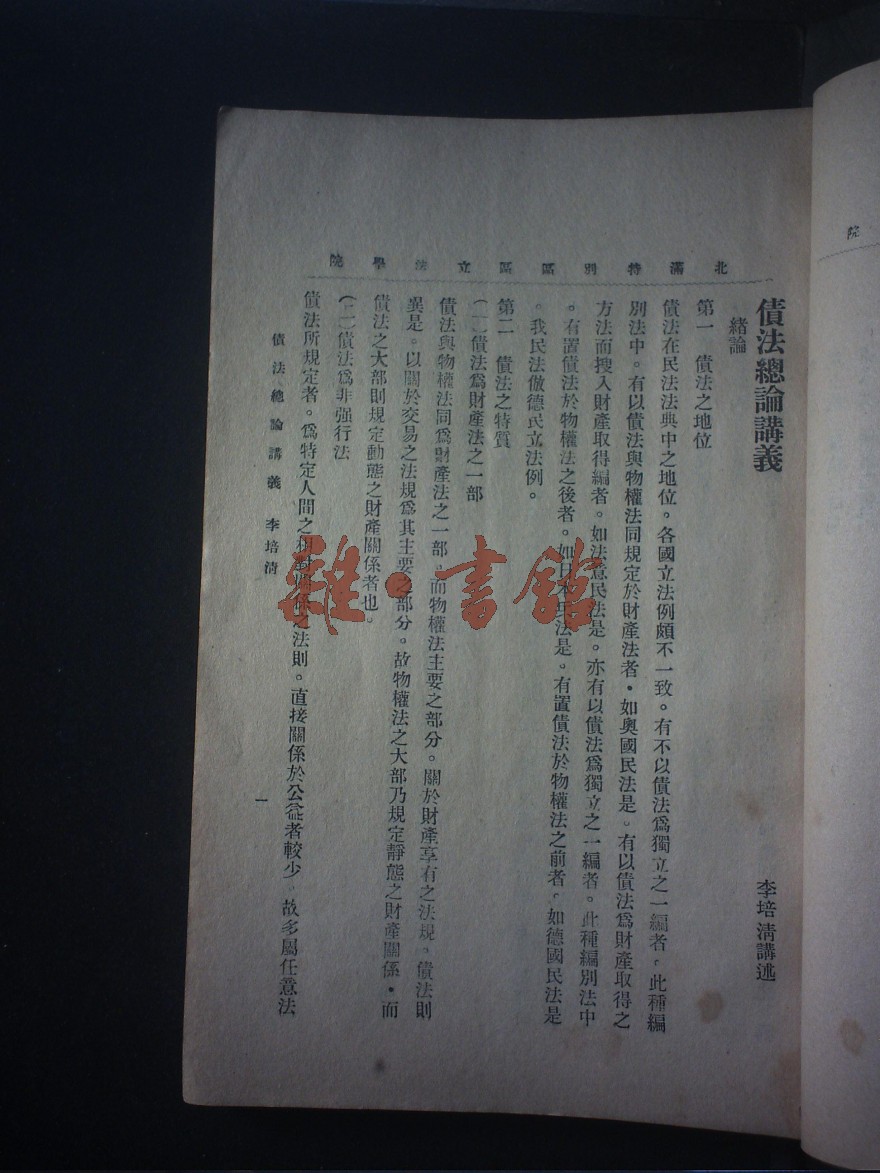 北滿特別區區立法學院
債法總論講義
李培淸講述
緒論
第一　債法之地位
債法在民法法典中之地位。各國立法例頗不一致。有不以債法爲獨立之一編者。此種編
別法中。有以債法與物權法同規定於財產法者。如奧國民法是。有以債法爲財產取得之
方法而搜入財產取得編者。如法意民法是。亦有以債法爲獨立之一編者。此種編別法中
。有置債法於物權法之後者。如日本民法是。有置債法於物權法之前者。如德國民法是
。我民法倣德民立法例。
第二　債法之特質
(一)債法爲財產法之一部
債法與物權法同爲財產法之一部。而物權法主要之部分。關於財產享有之法規。債法則
異是。以關於交易之法規爲其主要之部分。故物權法之大部乃規定靜態之財產關係。而
債法之大部則規定動態之財產關係者也。
(二)債法爲非强行法
債法所規定者。爲特定人間之相對關係之法則。直接關係於公益者較少。故多屬任意法
債法總論講義　李培淸
一
院
雜·書館